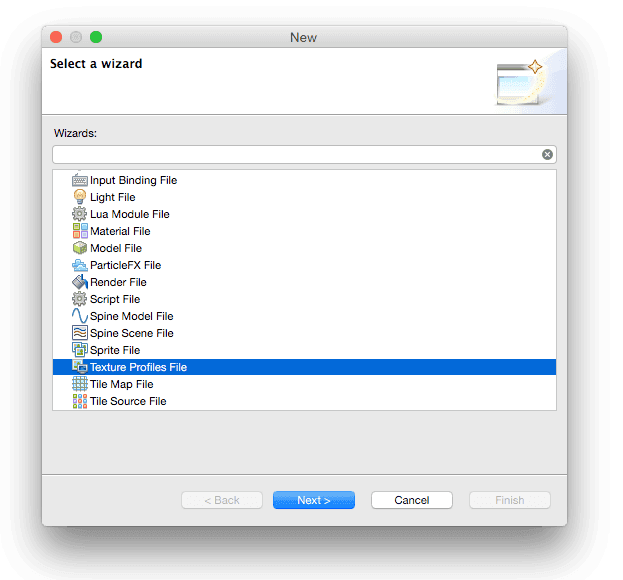 New
Select a wizard
Wizards:
Input Binding File
Light File
Lua Module File
Material File
Model File
ParticleFX File
Render File
Script File
Spine Model File
Spine Scene File
Sprite File
Texture Profiles File
Tile Map File
Tile Source File
< Back Next > Cancel Finish